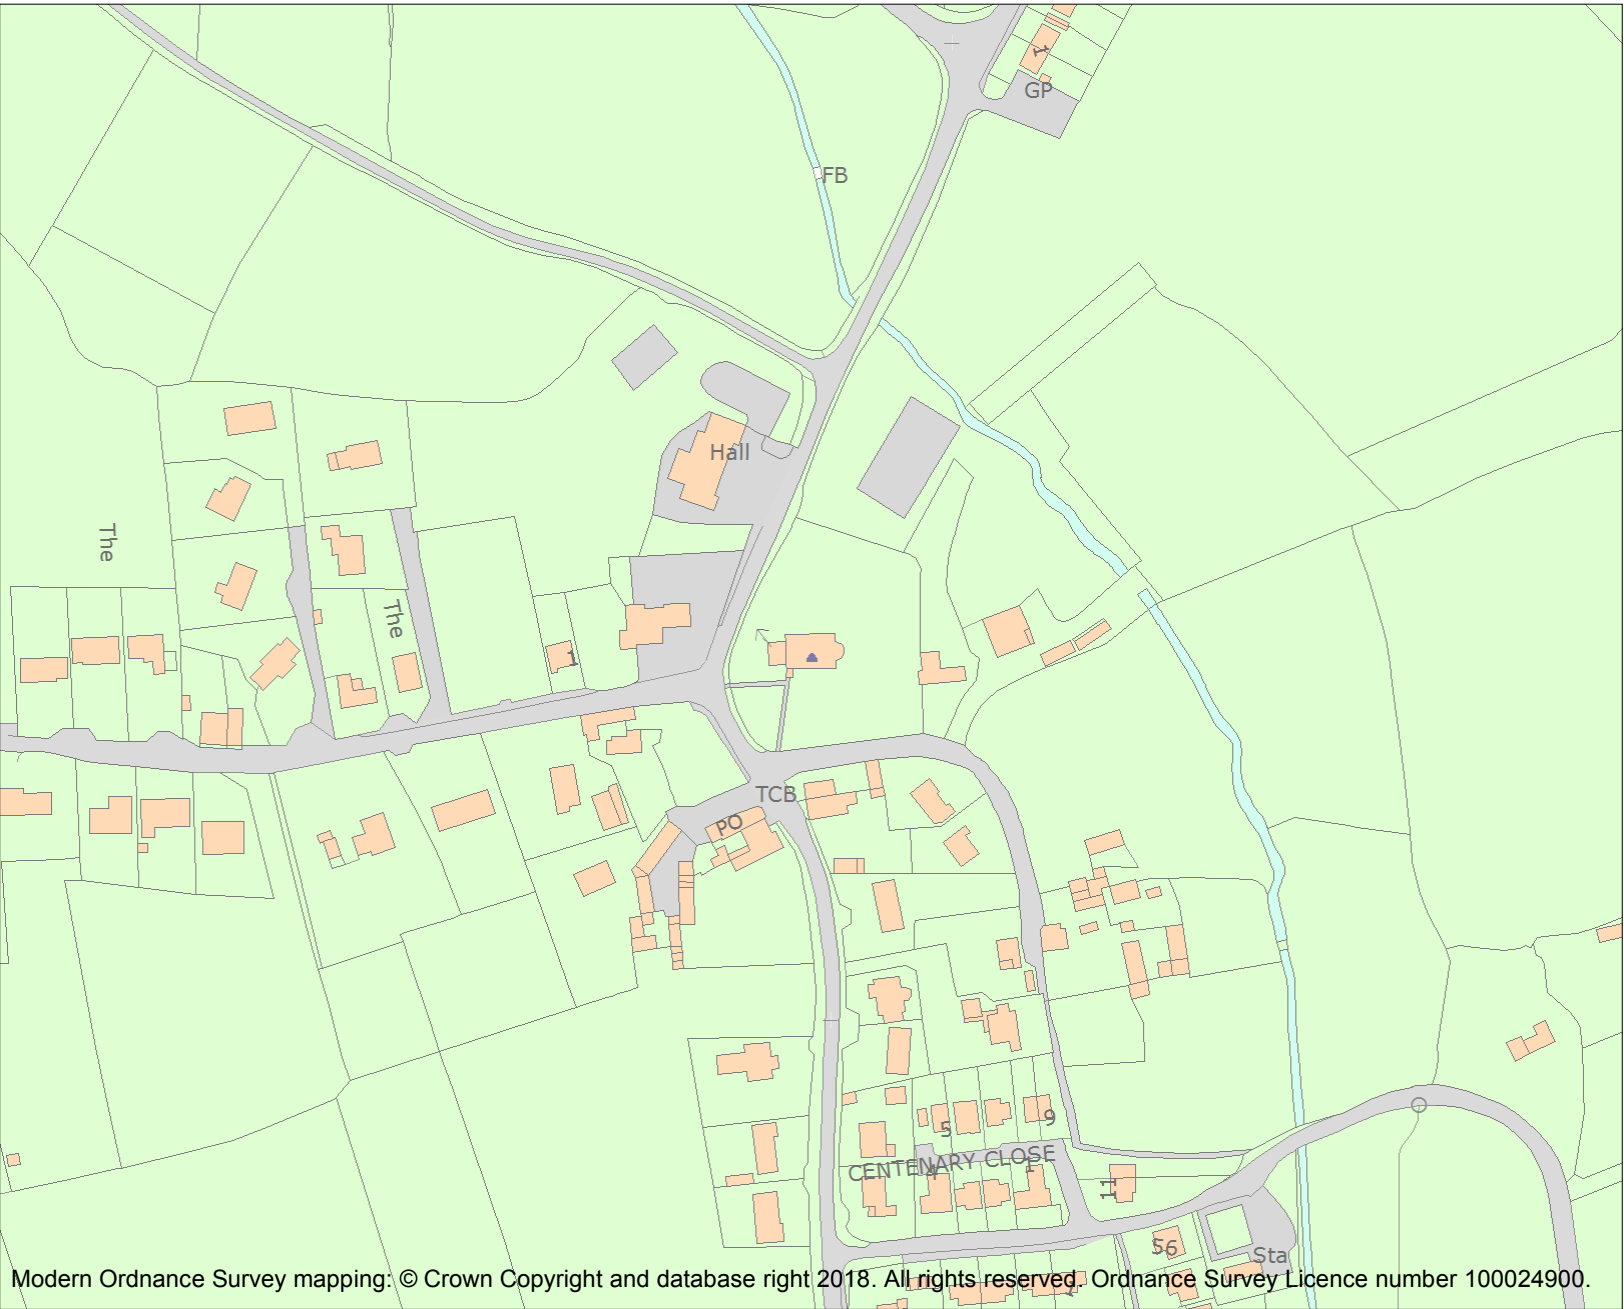 1
GP
FB
Hall
The
The
1
TCB
PO
5
9
CENTENARY CLOSE
4
1
11
56
Sta
Modern Ordnance Survey mapping: © Crown Copyright and database right 2018. All rights reserved. Ordnance Survey Licence number 100024900.